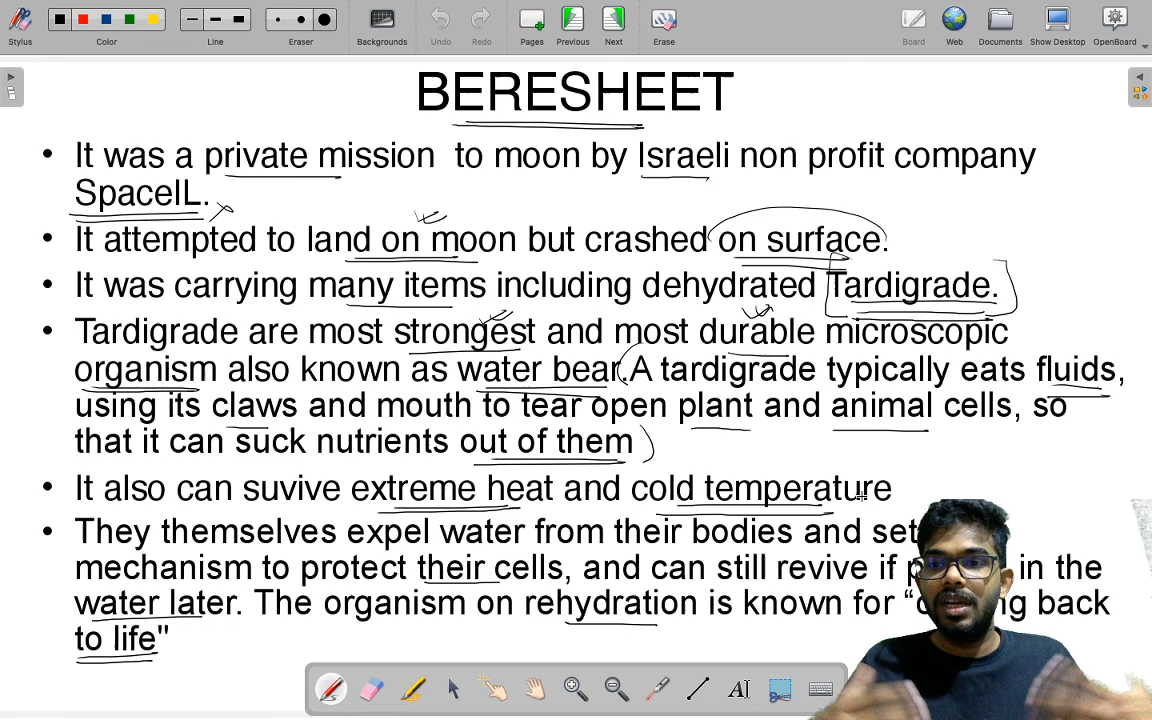 Stylus
Color
Line
Eraser
Backgrounds
Undo
Redo
Pages
Previous
Next
Erase
Board
Web
Documents
Show Desktop
OpenBoard
BERESHEET
• It was a private mission to moon by Israeli non profit company
SpaceIL.
• It attempted to land on moon but crashed on surface.
• It was carrying many items including dehydrated Tardigrade.
• Tardigrade are most strongest and most durable microscopic
organism also known as water bear.A tardigrade typically eats fluids,
using its claws and mouth to tear open plant and animal cells, so
that it can suck nutrients out of them
• It also can suvive extreme heat and cold temperature
• They themselves expel water from their bodies and set
mechanism to protect their cells, and can still revive if in the
water later. The organism on rehydration is known for “ back
to life"